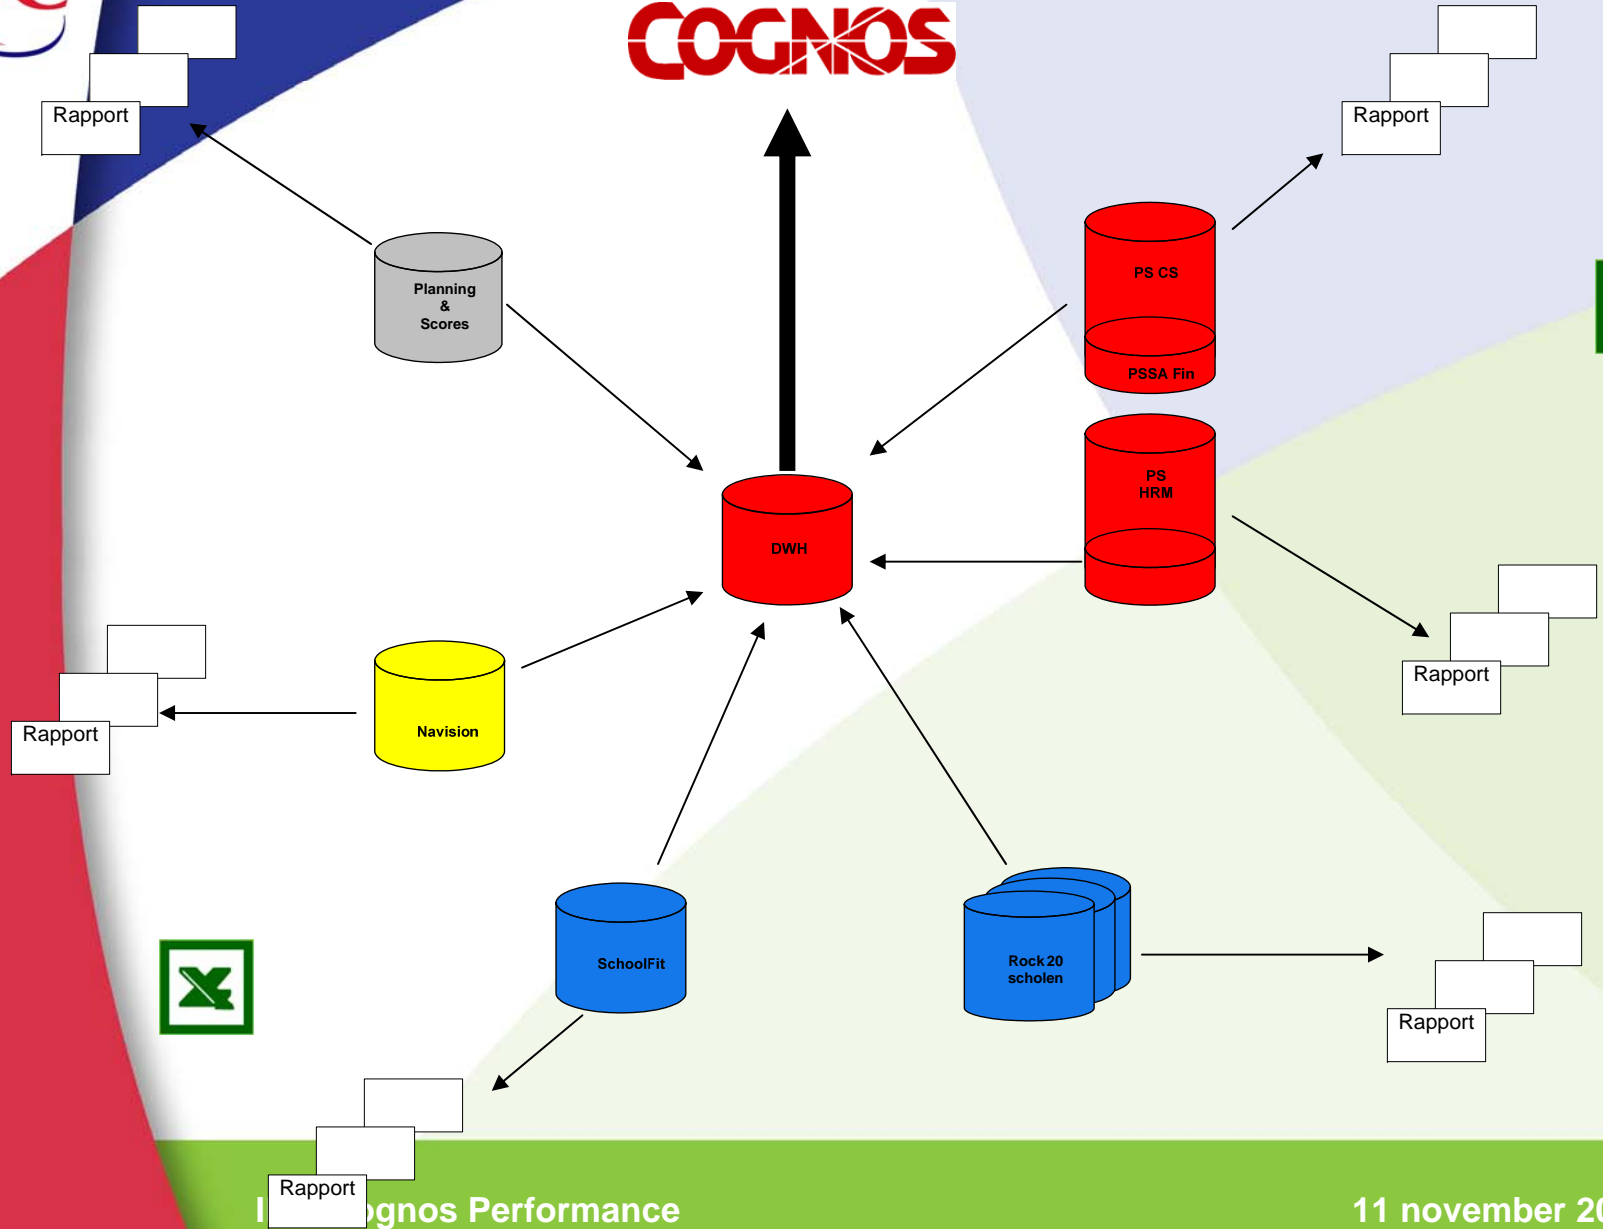 COGNOS
Rapport
Rapport
PS CS
Planning
&
Scores
PSSA Fin
PS
HRM
DWH
Rapport
Navision
Rapport
SchoolFit
Rock 20
scholen
Rapport
Rapport
Performance
11 november